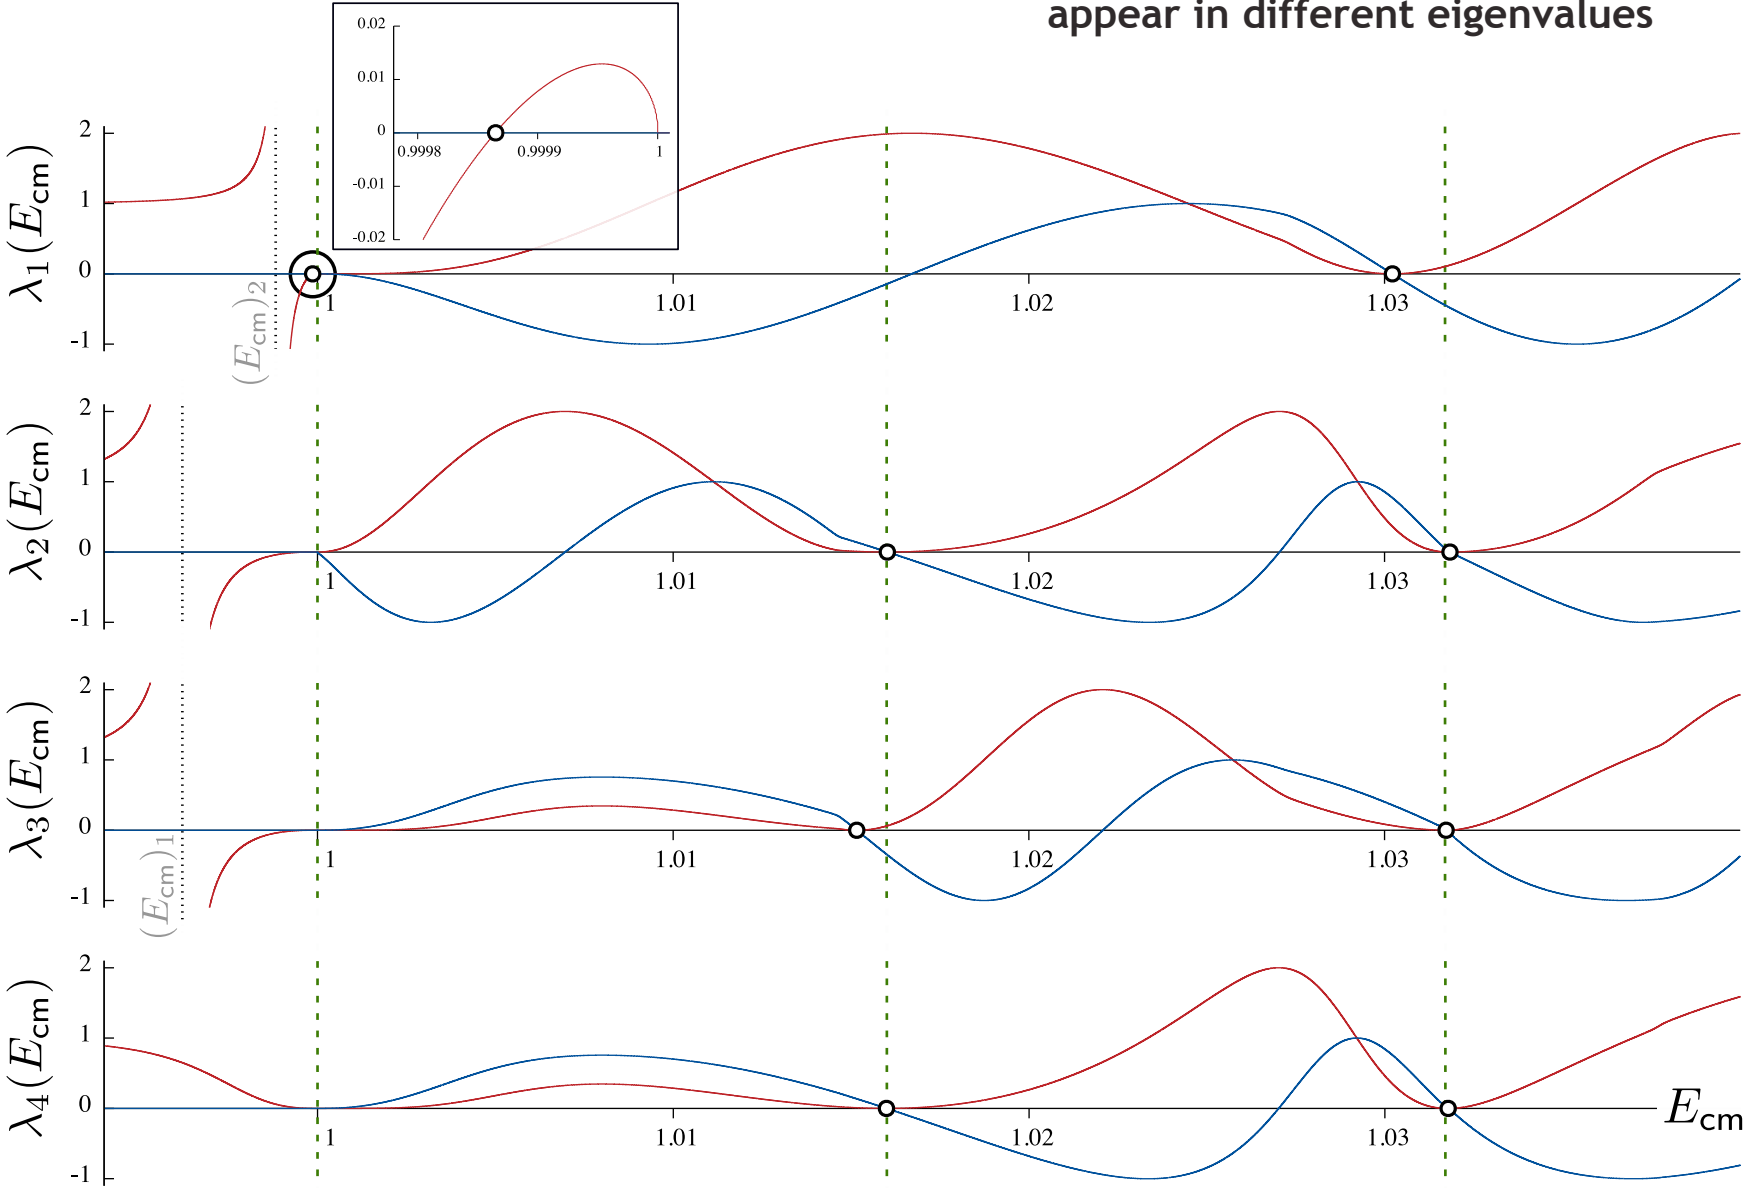 appear in different eigenvalues
0.02
0.01
0
-0.01
-0.02
0.9998 0.9999 1
λ1(Ecm)
2
1
0
-1
1 1.01 1.02 1.03
(Ecm)2
λ2(Ecm)
2
1
0
-1
1 1.01 1.02 1.03
λ3(Ecm)
2
1
0
-1
1 1.01 1.02 1.03
(Ecm)1
λ4(Ecm)
2
1
0
-1
1 1.01 1.02 1.03
Ecm